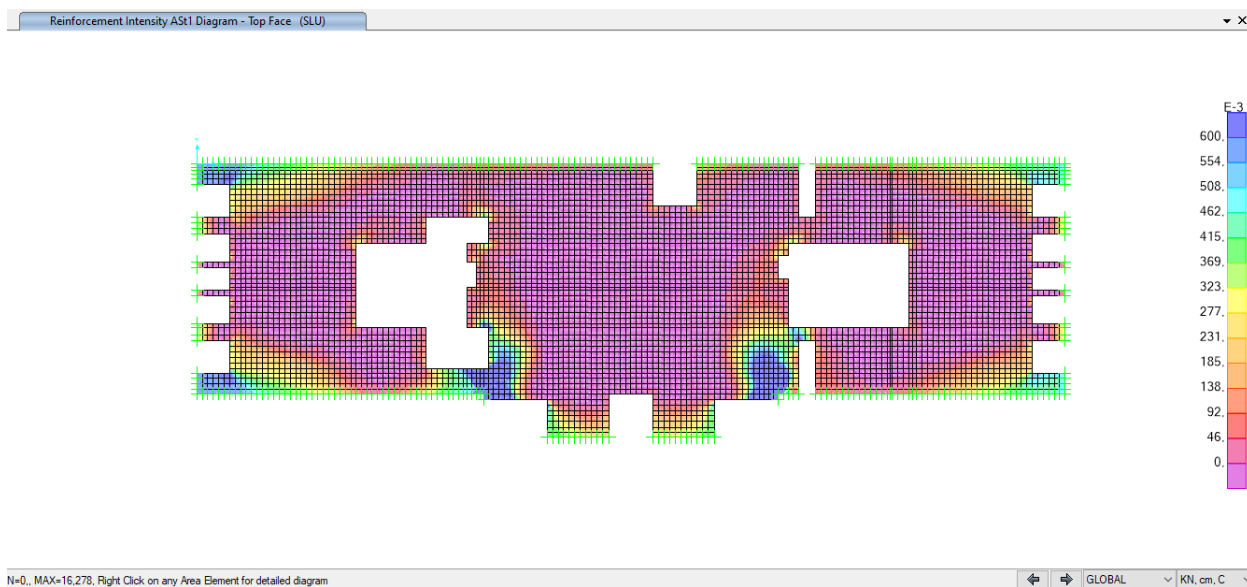 Reinforcement Intensity ASt1 Diagram - Top Face (SLU)
E-3
600,
554,
508,
462,
415,
369,
323,
277,
231,
185,
138,
92,
46,
0,
N=0,, MAX=16,278, Right Click on any Area Element for detailed diagram
GLOBAL
KN, cm, C